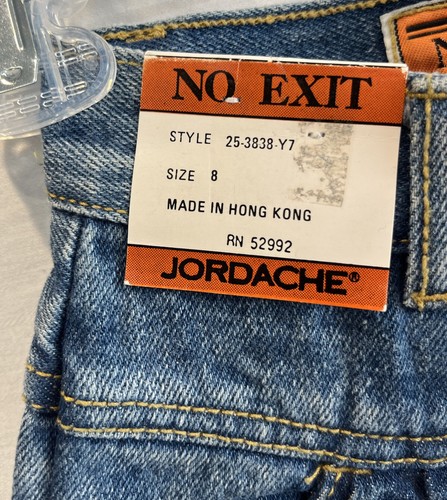 NO EXIT
STYLE 25-3838-Y7
SIZE 8
MADE IN HONG KONG
RN 52992
JORDACHE®